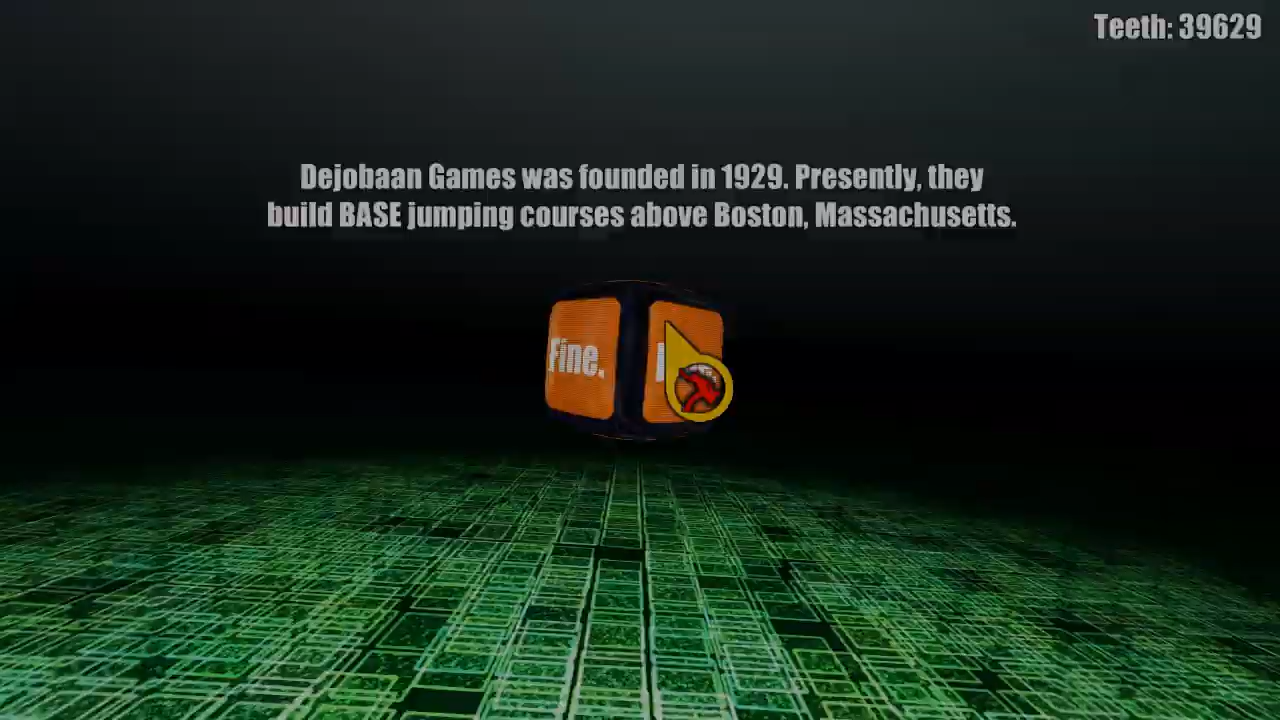 Teeth: 39629
Dejobaan Games was founded in 1929. Presently, they
build BASE jumping courses above Boston, Massachusetts.
Fine.